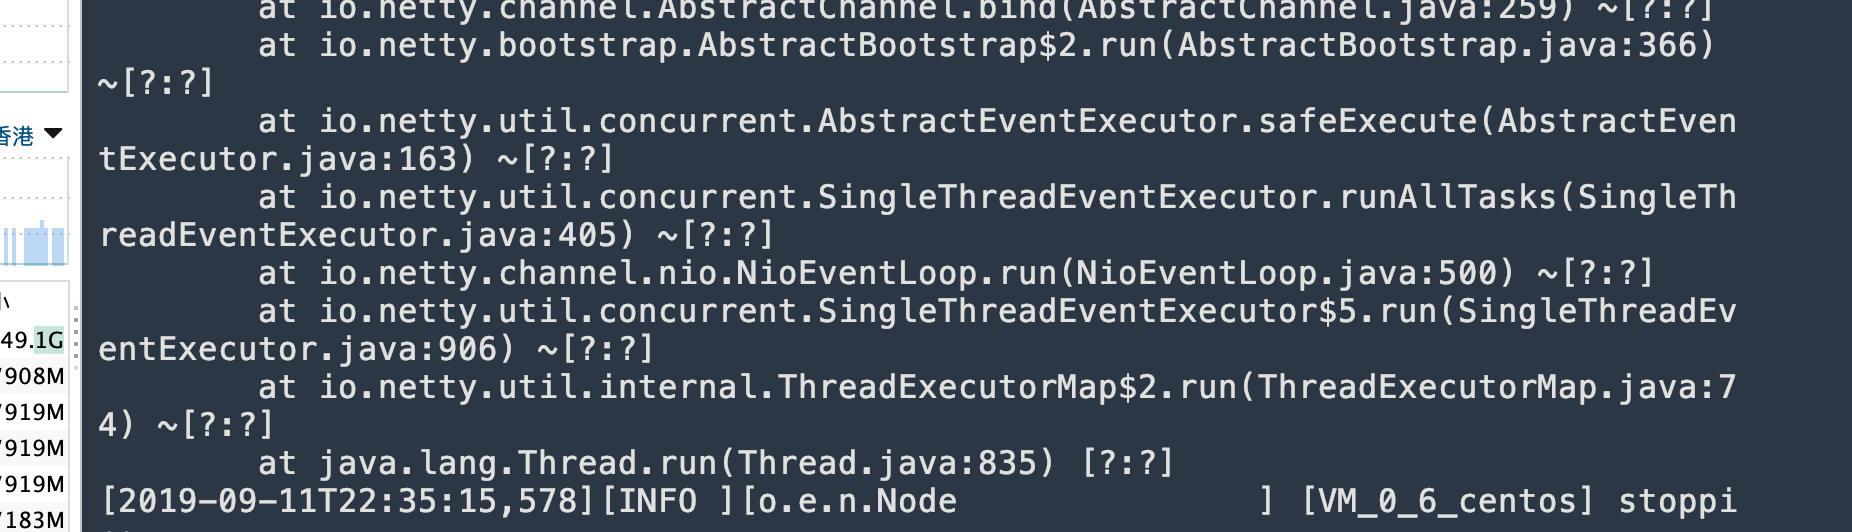 at io.netty.channel.AbstractChannel.bind(AbstractChannel.java:259) ~[?:?]
at io.netty.bootstrap.AbstractBootstrap$2.run(AbstractBootstrap.java:366)
~[?:?]
at io.netty.util.concurrent.AbstractEventExecutor.safeExecute(AbstractEven
tExecutor.java:163) ~[?:?]
at io.netty.util.concurrent.SingleThreadEventExecutor.runAllTasks(SingleTh
readEventExecutor.java:405) ~[?:?]
at io.netty.channel.nio.NioEventLoop.run(NioEventLoop.java:500) ~[?:?]
at io.netty.util.concurrent.SingleThreadEventExecutor$5.run(SingleThreadEv
entExecutor.java:906) ~[?:?]
at io.netty.util.internal.ThreadExecutorMap$2.run(ThreadExecutorMap.java:7
4) ~[?:?]
at java.lang.Thread.run(Thread.java:835) [?:?]
[2019-09-11T22:35:15,578][INFO ][o.e.n.Node               ] [VM_0_6_centos] stoppi
香港
49.1G
/908M
/919M
/919M
/919M
/183M